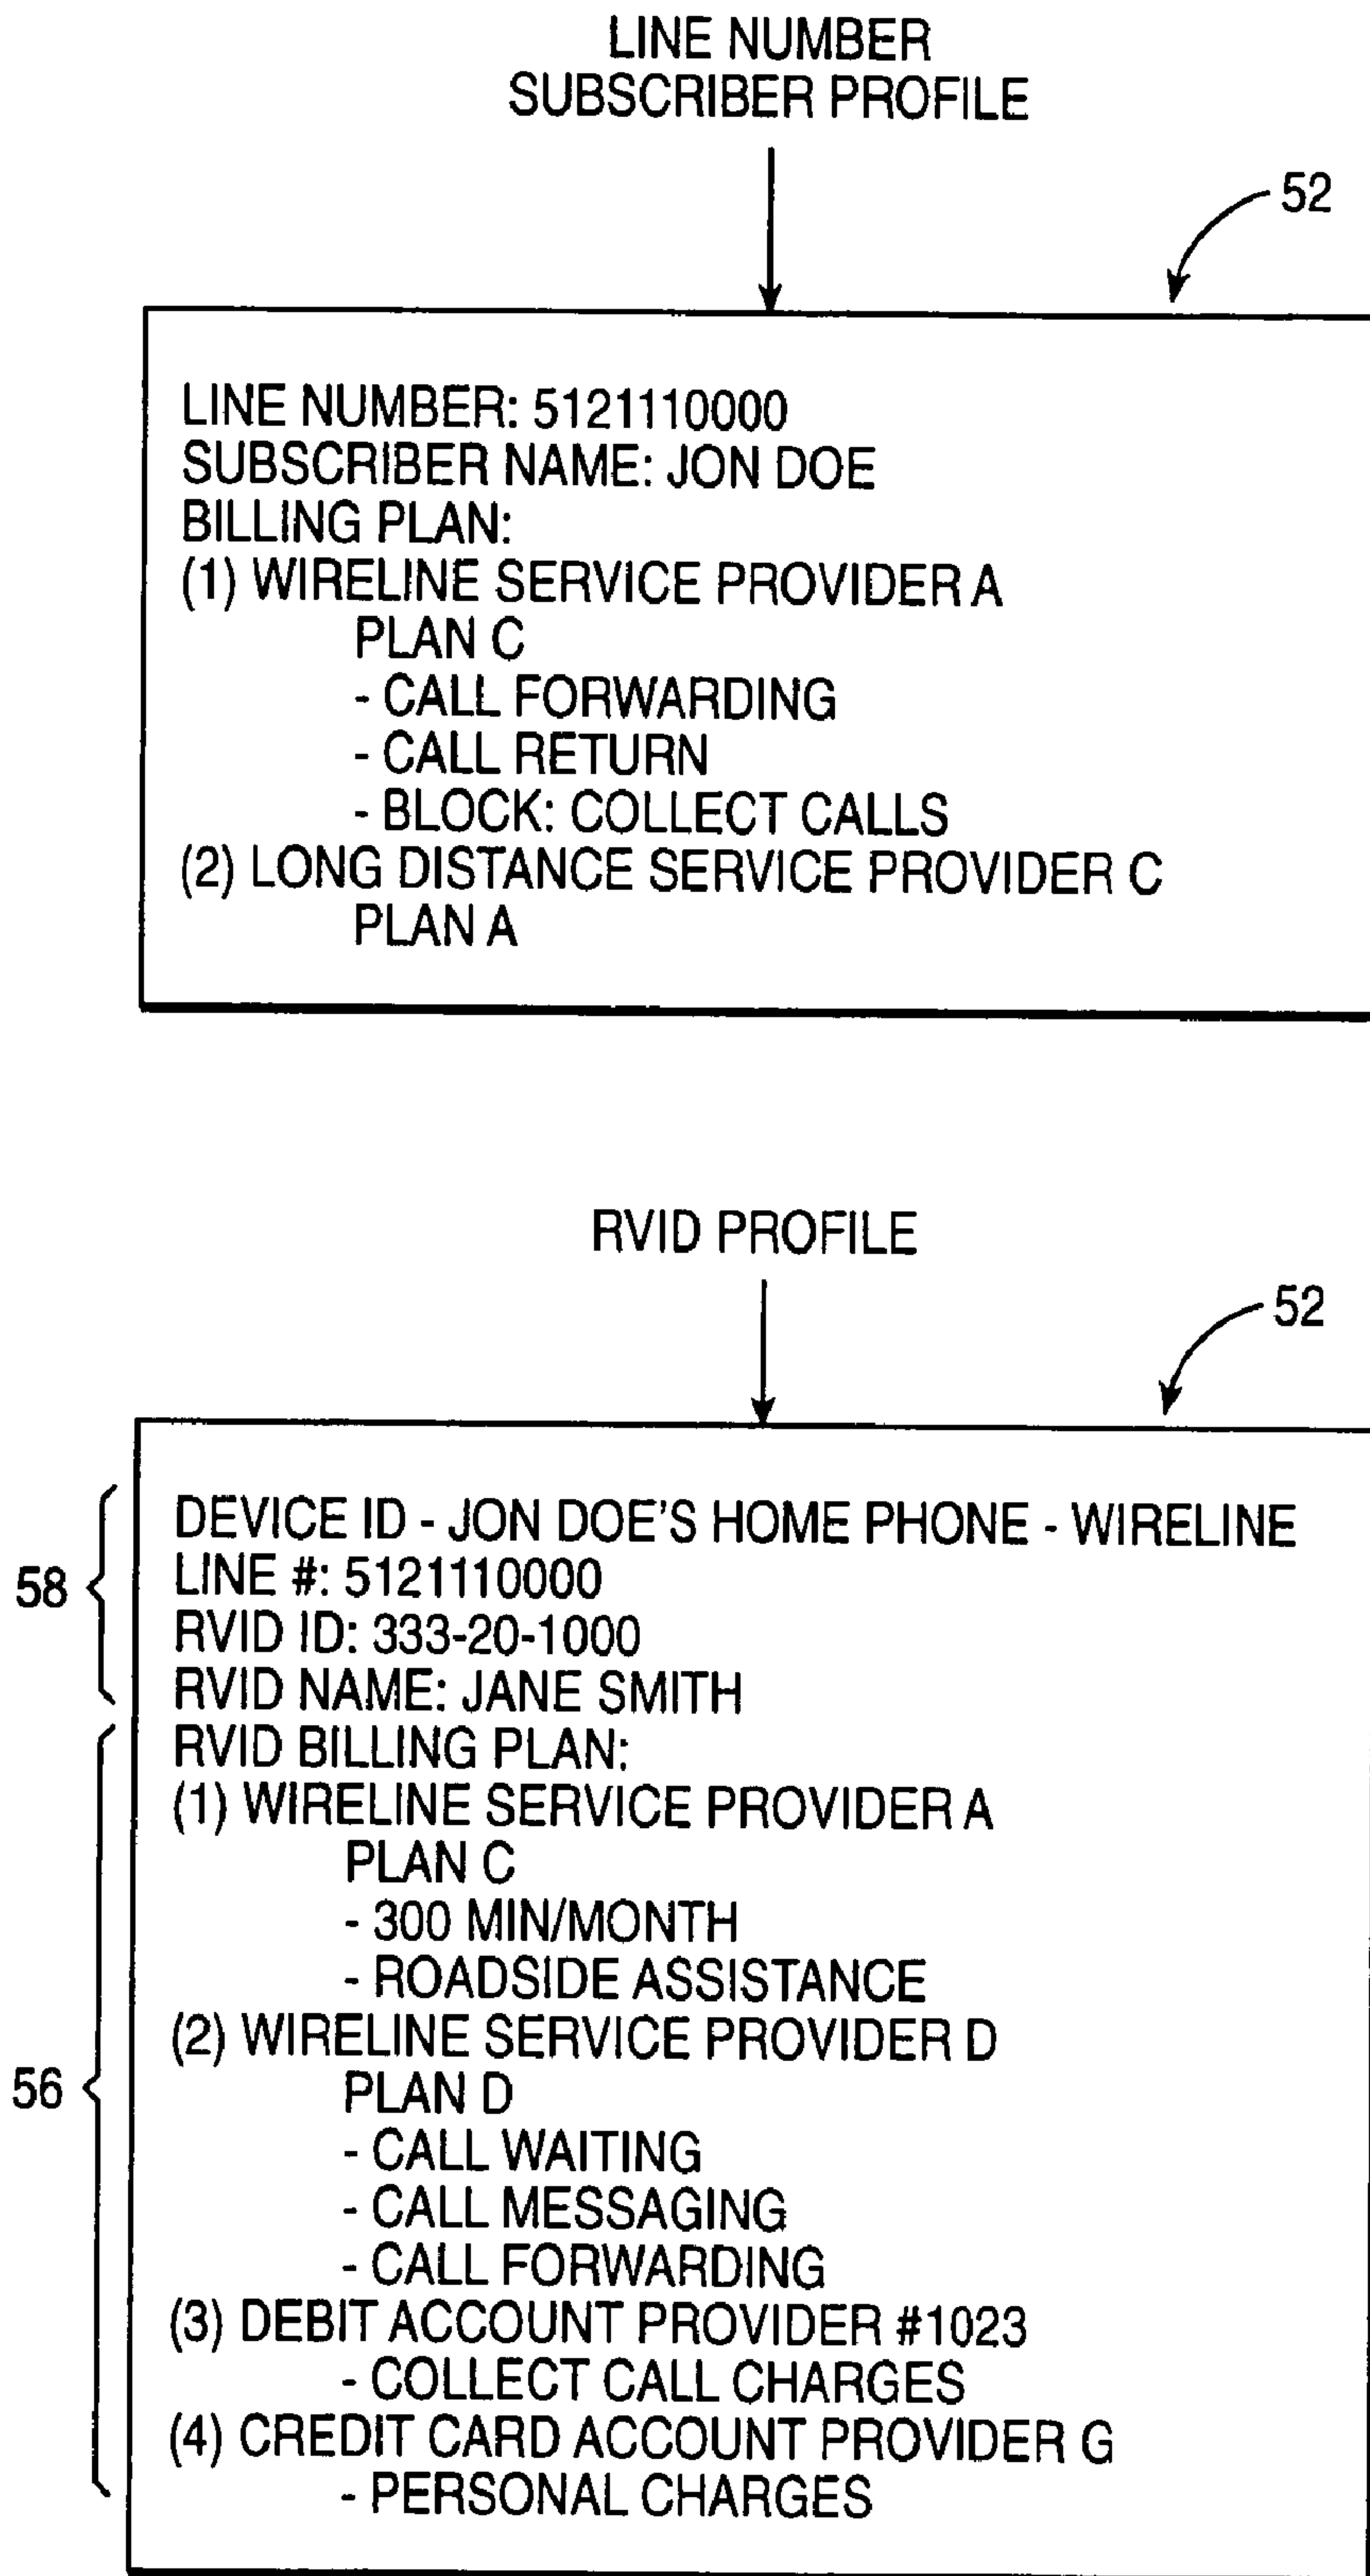 LINE NUMBER
SUBSCRIBER PROFILE
52
LINE NUMBER: 5121110000
SUBSCRIBER NAME: JON DOE
BILLING PLAN:
(1) WIRELINE SERVICE PROVIDER A
PLAN C
- CALL FORWARDING
- CALL RETURN
- BLOCK: COLLECT CALLS
(2) LONG DISTANCE SERVICE PROVIDER C
PLAN A
RVID PROFILE
52
58
DEVICE ID - JON DOE'S HOME PHONE - WIRELINE
LINE #: 5121110000
RVID ID: 333-20-1000
RVID NAME: JANE SMITH
56
RVID BILLING PLAN:
(1) WIRELINE SERVICE PROVIDER A
PLAN C
- 300 MIN/MONTH
- ROADSIDE ASSISTANCE
(2) WIRELINE SERVICE PROVIDER D
PLAN D
- CALL WAITING
- CALL MESSAGING
- CALL FORWARDING
(3) DEBIT ACCOUNT PROVIDER #1023
- COLLECT CALL CHARGES
(4) CREDIT CARD ACCOUNT PROVIDER G
- PERSONAL CHARGES